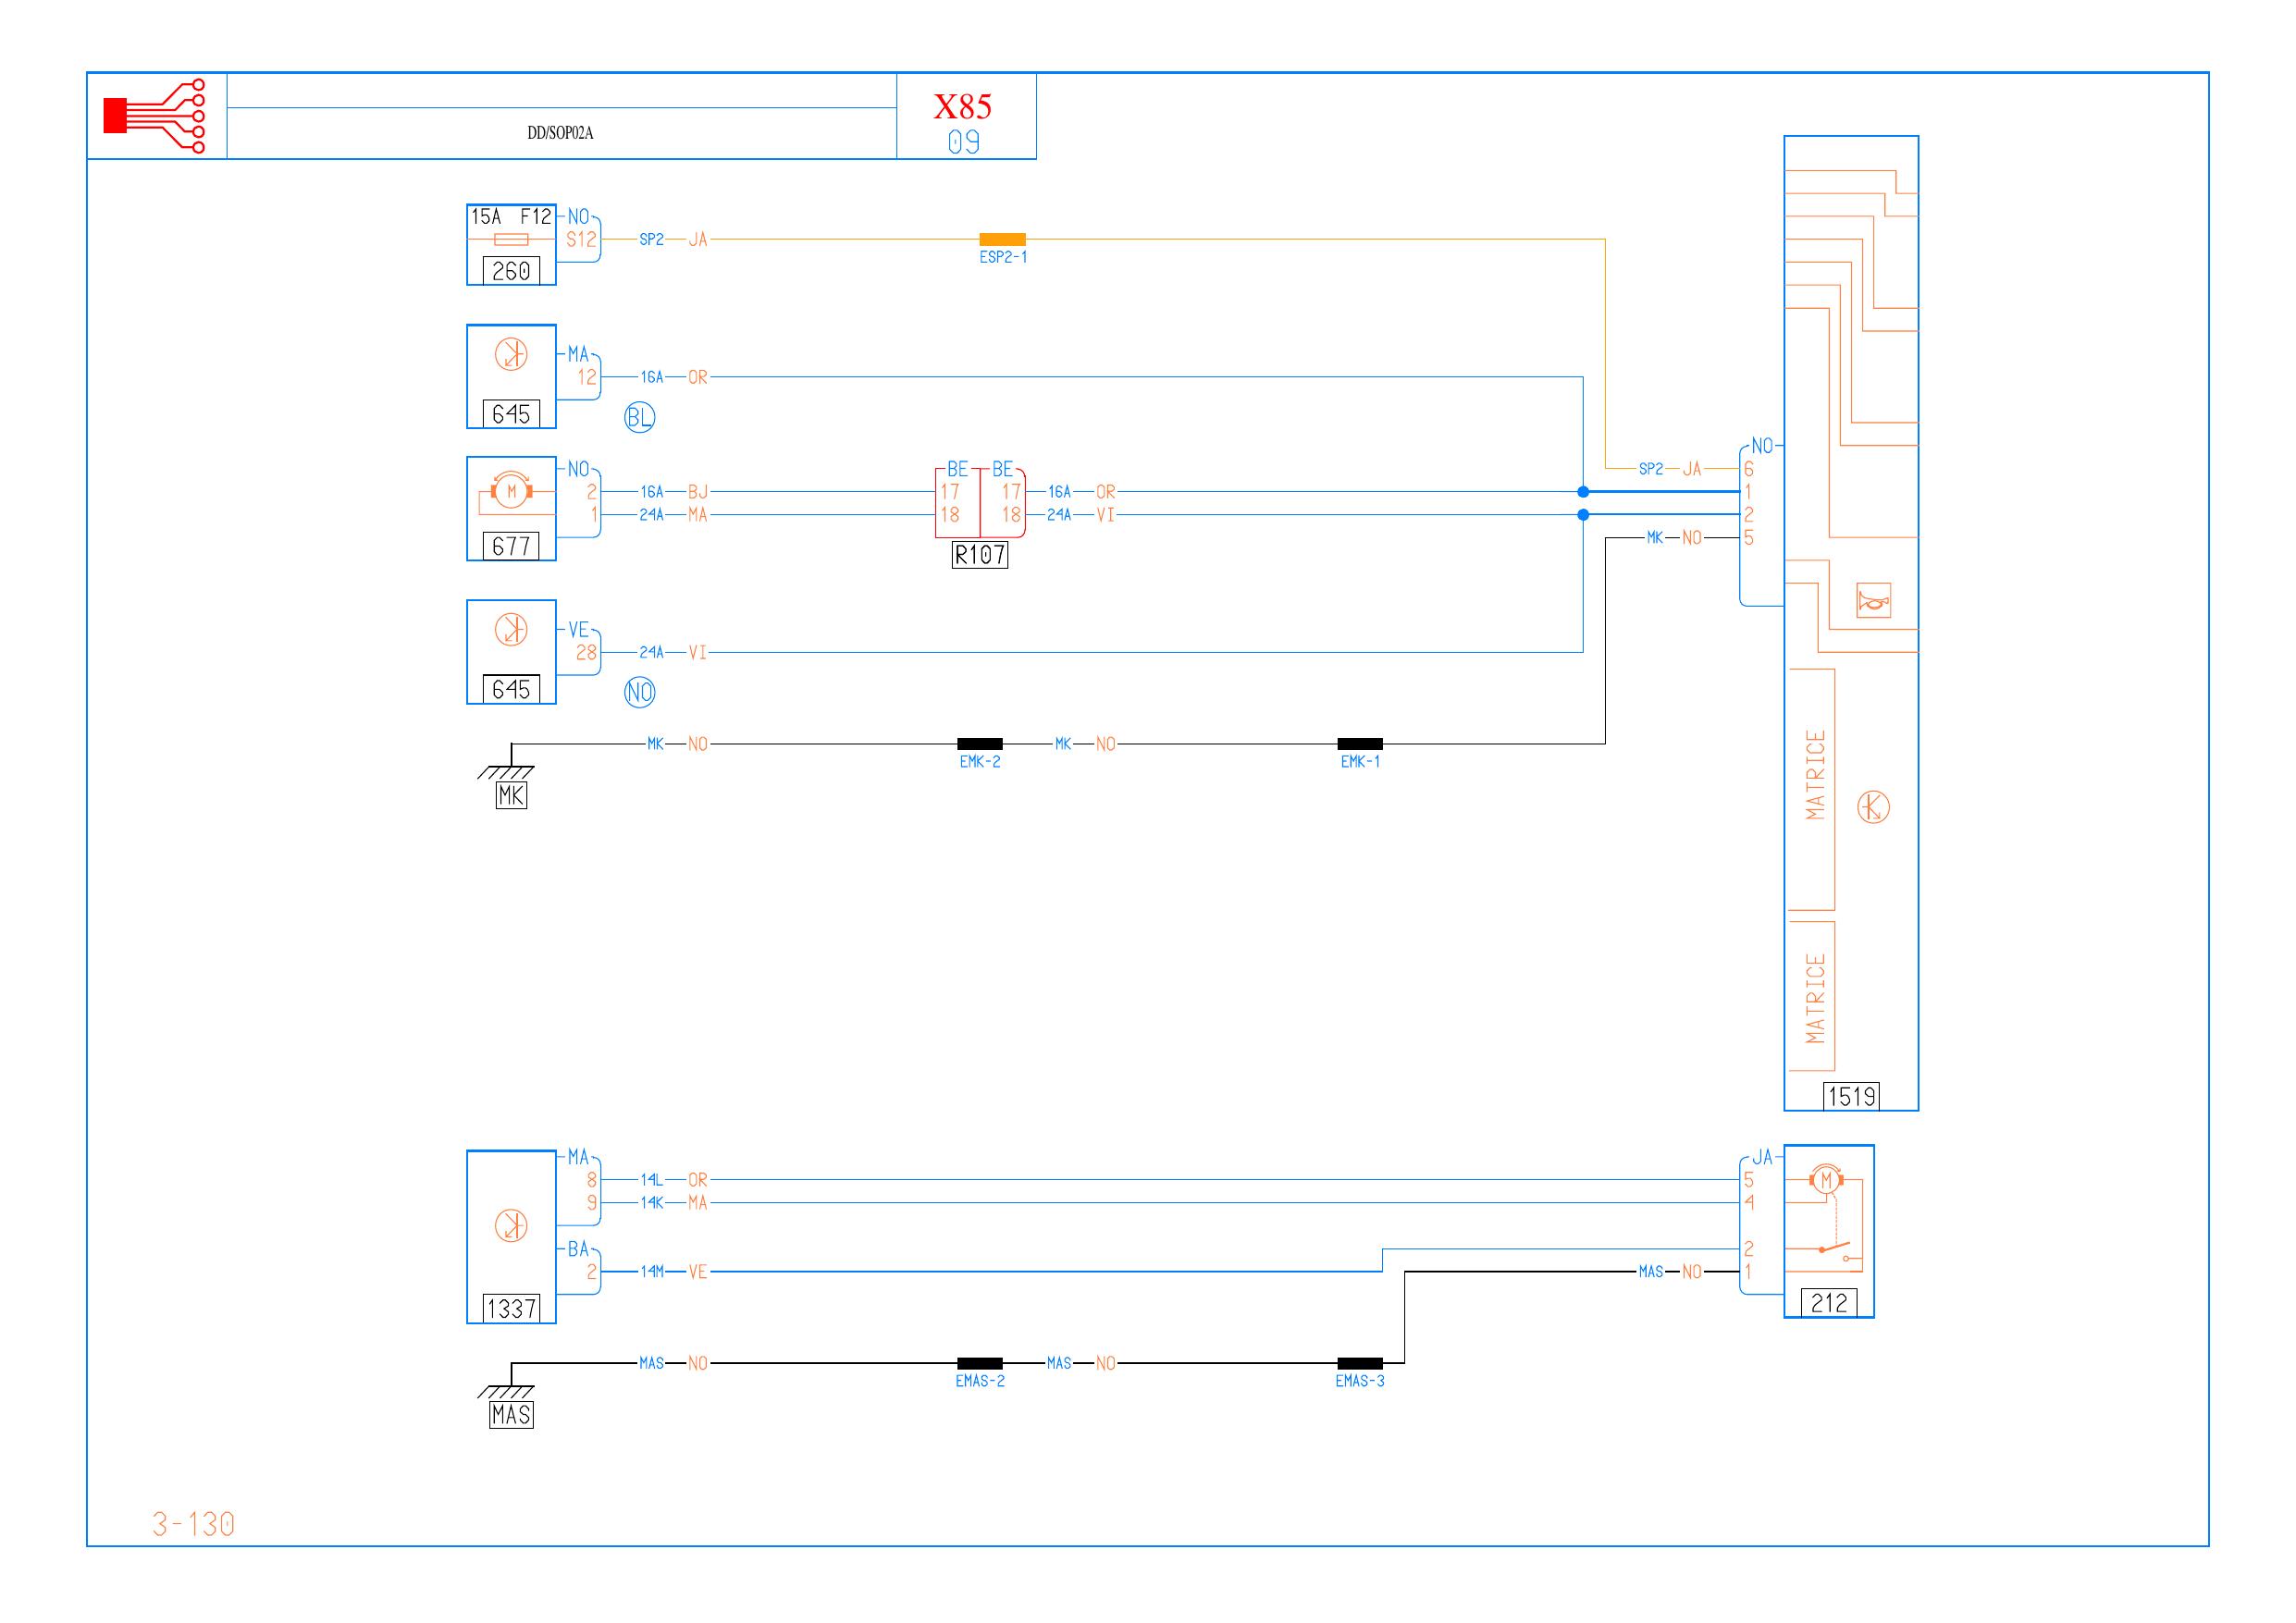 X85
DD/SOP02A
09
15A F12 NO
S12 SP2 JA
260
ESP2-1
MA
12 16A OR
645
BL
NO
SP2 JA 6
NO BE BE
2 16A BJ 17 17 16A OR 1
1 24A MA 18 18 24A VI 2
677
R107
MK NO 5
VE
28 24A VI
645
NO
MK NO MK NO
EMK-2 EMK-1
MK
MATRICE
MATRICE
1519
MA JA
8 14L OR 5
9 14K MA 4
M
M
BA 2
2 14M VE MAS NO 1
1337
212
MAS NO MAS NO
EMAS-2 EMAS-3
MAS
3-130